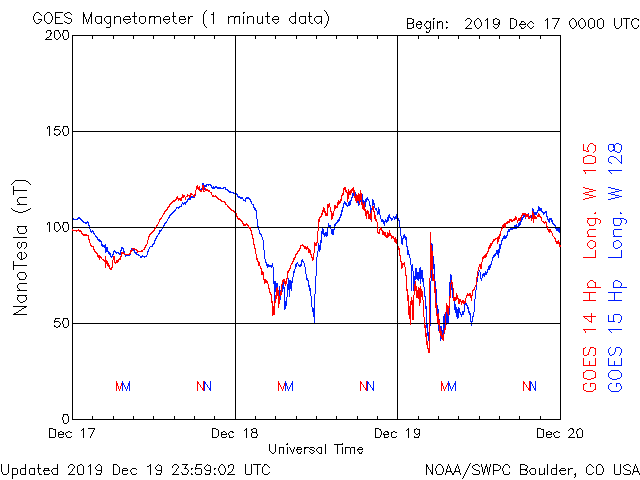 GOES Magnetometer (1 minute data)
Begin: 2019 Dec 17 0000 UTC
200
150
100
50
0
NanoTesla (nT)
M M N N M M N N M M N N
Dec 17 Dec 18 Dec 19 Dec 20
Universal Time
GOES 14 Hp Long. W 105
GOES 15 Hp Long. W 128
Updated 2019 Dec 19 23:59:02 UTC
NOAA/SWPC Boulder, CO USA